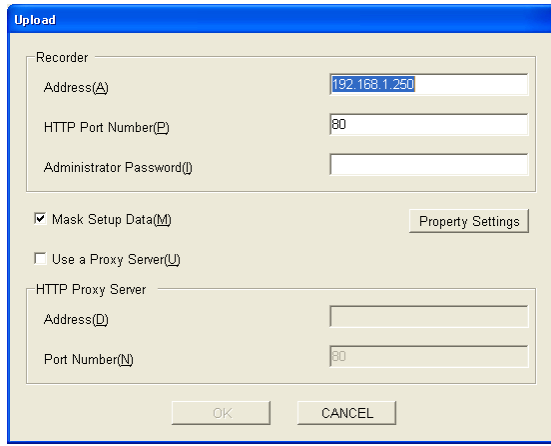 Upload
Recorder
Address(A) 192.168.1.250
HTTP Port Number(P) 80
Administrator Password(I)
Mask Setup Data(M) Property Settings
Use a Proxy Server(U)
HTTP Proxy Server
Address(D)
Port Number(N) 80
OK CANCEL